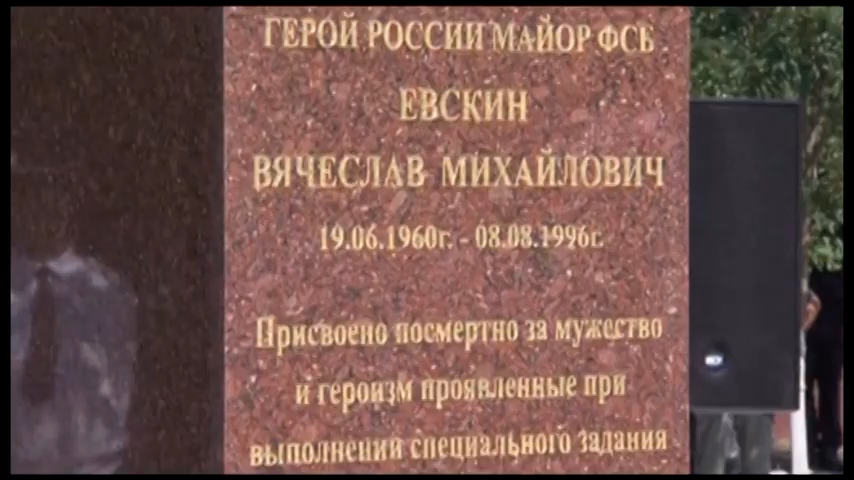 ГЕРОЙ РОССИИ МАЙОР ФСБ
ЕВСКИН
ВЯЧЕСЛАВ МИХАЙЛОВИЧ
19.06.1960г. - 08.08.1996г.
Присвоено посмертно за мужество
и героизм проявленные при
выполнении специального задания